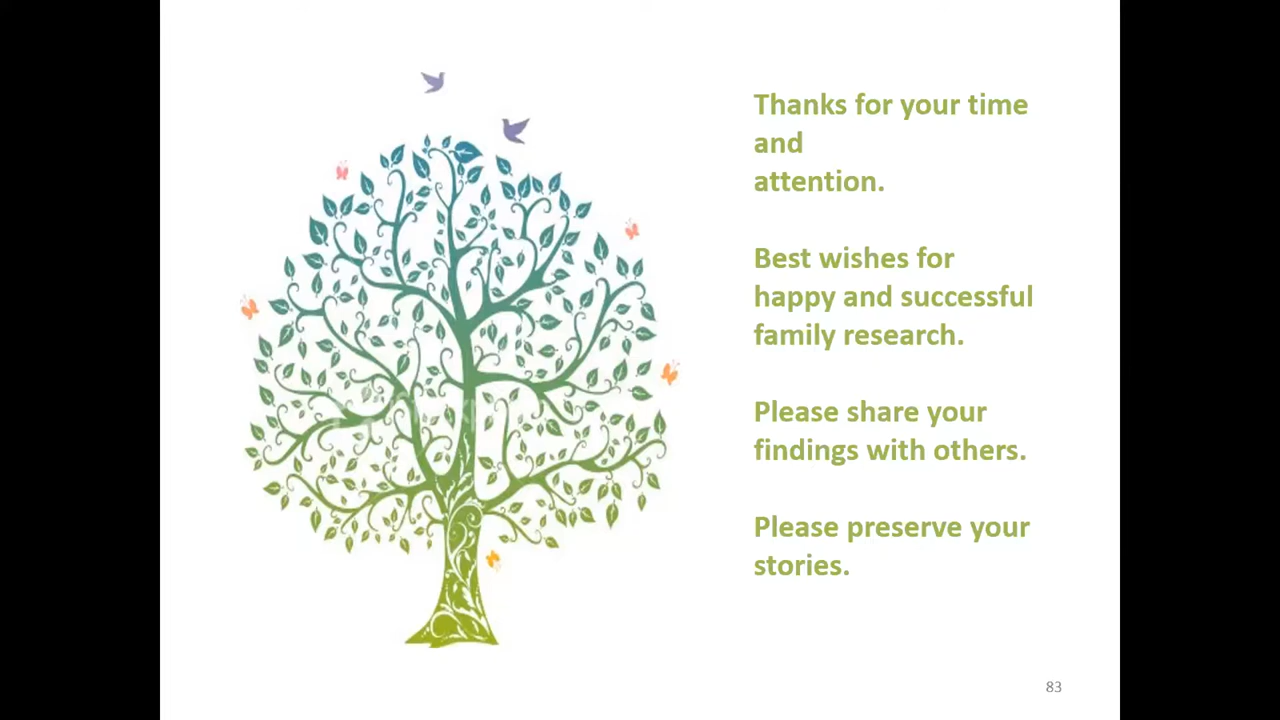 Thanks for your time
and
attention.
Best wishes for
happy and successful
family research.
Please share your
findings with others.
Please preserve your
stories.
83